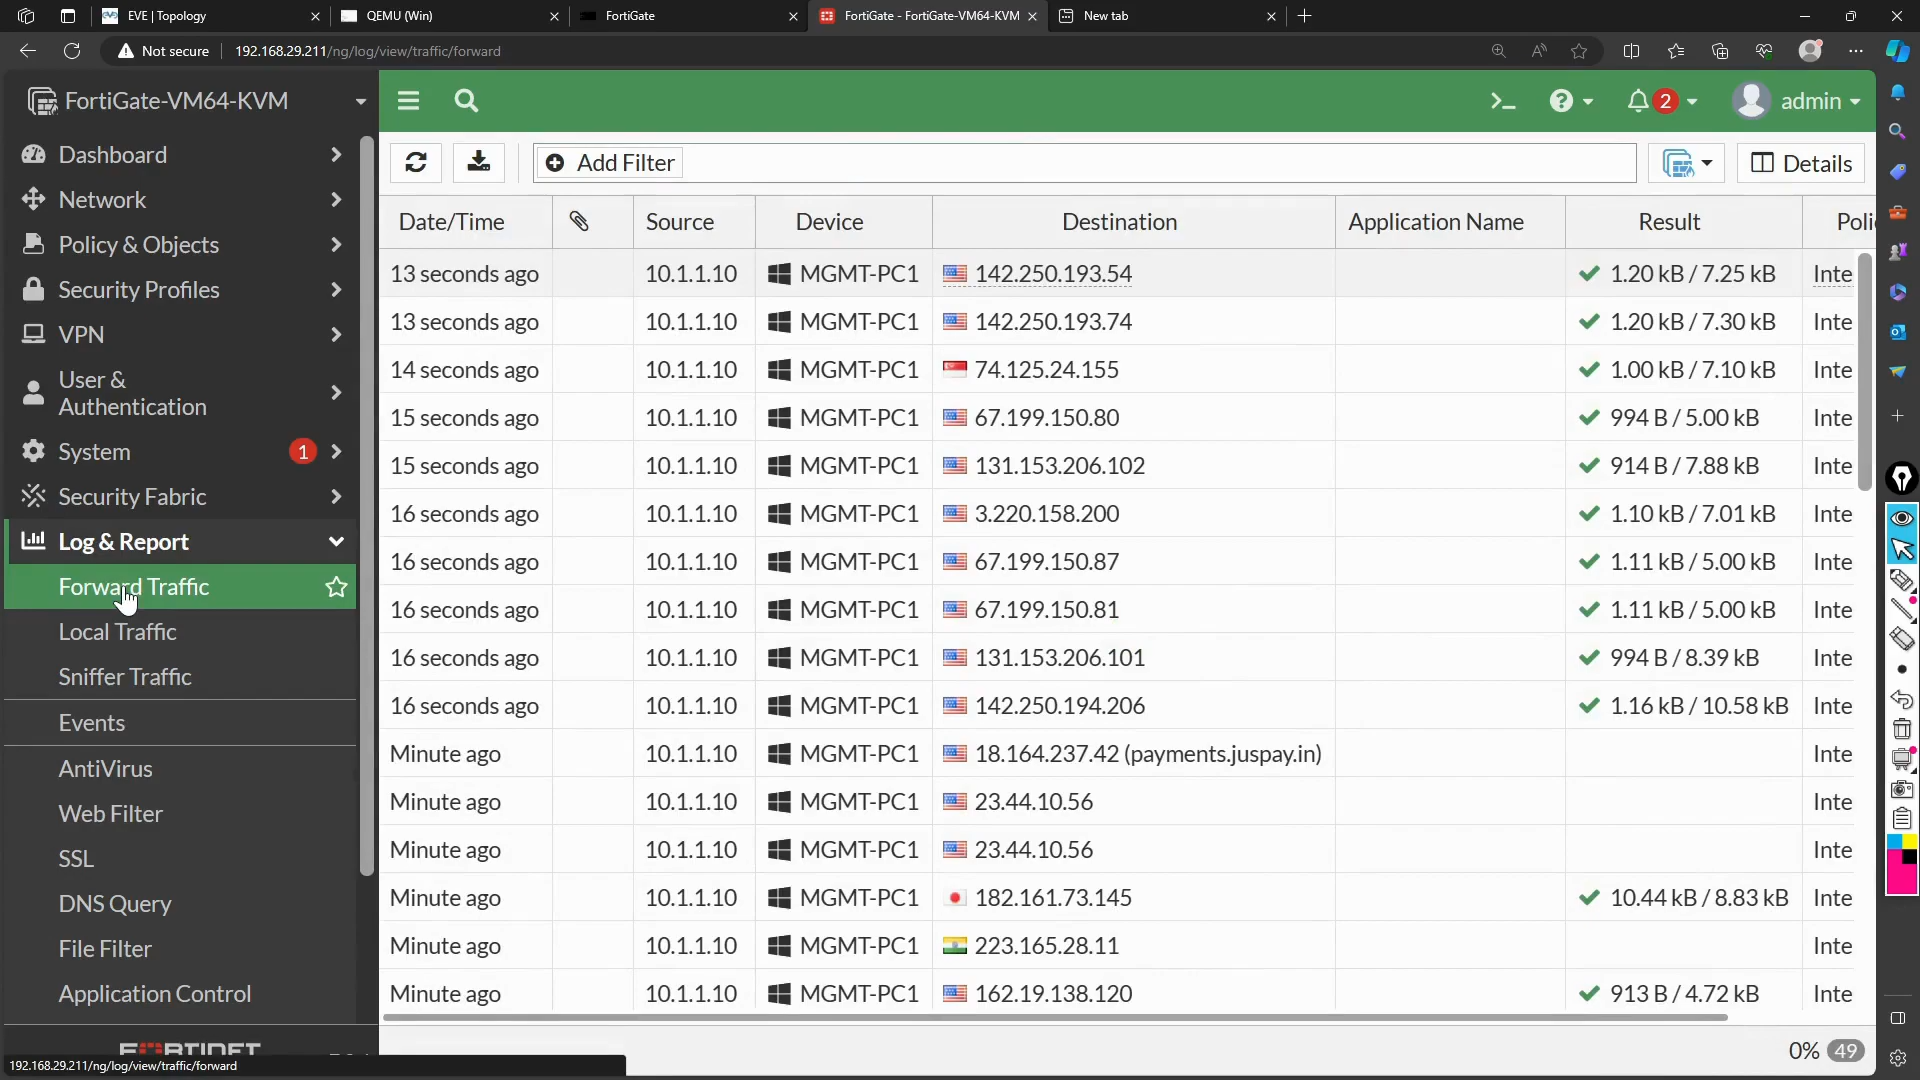 EVE | Topology
QEMU (Win)
FortiGate
FortiGate - FortiGate-VM64-KVM
New tab
Not secure
192.168.29.211/ng/log/view/traffic/forward
FortiGate-VM64-KVM
2
admin
Dashboard
Network
Policy & Objects
Security Profiles
VPN
User &
Authentication
System
1
Security Fabric
Log & Report
Forward Traffic
Local Traffic
Sniffer Traffic
Events
AntiVirus
Web Filter
SSL
DNS Query
File Filter
Application Control
FORTINET
192.168.29.211/ng/log/view/traffic/forward
Add Filter
Details
Date/Time Source Device Destination Application Name Result Poli
13 seconds ago 10.1.1.10 MGMT-PC1 142.250.193.54 1.20 kB / 7.25 kB Inte
13 seconds ago 10.1.1.10 MGMT-PC1 142.250.193.74 1.20 kB / 7.30 kB Inte
14 seconds ago 10.1.1.10 MGMT-PC1 74.125.24.155 1.00 kB / 7.10 kB Inte
15 seconds ago 10.1.1.10 MGMT-PC1 67.199.150.80 994 B / 5.00 kB Inte
15 seconds ago 10.1.1.10 MGMT-PC1 131.153.206.102 914 B / 7.88 kB Inte
16 seconds ago 10.1.1.10 MGMT-PC1 3.220.158.200 1.10 kB / 7.01 kB Inte
16 seconds ago 10.1.1.10 MGMT-PC1 67.199.150.87 1.11 kB / 5.00 kB Inte
16 seconds ago 10.1.1.10 MGMT-PC1 67.199.150.81 1.11 kB / 5.00 kB Inte
16 seconds ago 10.1.1.10 MGMT-PC1 131.153.206.101 994 B / 8.39 kB Inte
16 seconds ago 10.1.1.10 MGMT-PC1 142.250.194.206 1.16 kB / 10.58 kB Inte
Minute ago 10.1.1.10 MGMT-PC1 18.164.237.42 (payments.juspay.in) Inte
Minute ago 10.1.1.10 MGMT-PC1 23.44.10.56 Inte
Minute ago 10.1.1.10 MGMT-PC1 23.44.10.56 Inte
Minute ago 10.1.1.10 MGMT-PC1 182.161.73.145 10.44 kB / 8.83 kB Inte
Minute ago 10.1.1.10 MGMT-PC1 223.165.28.11 Inte
Minute ago 10.1.1.10 MGMT-PC1 162.19.138.120 913 B / 4.72 kB Inte
0% 49